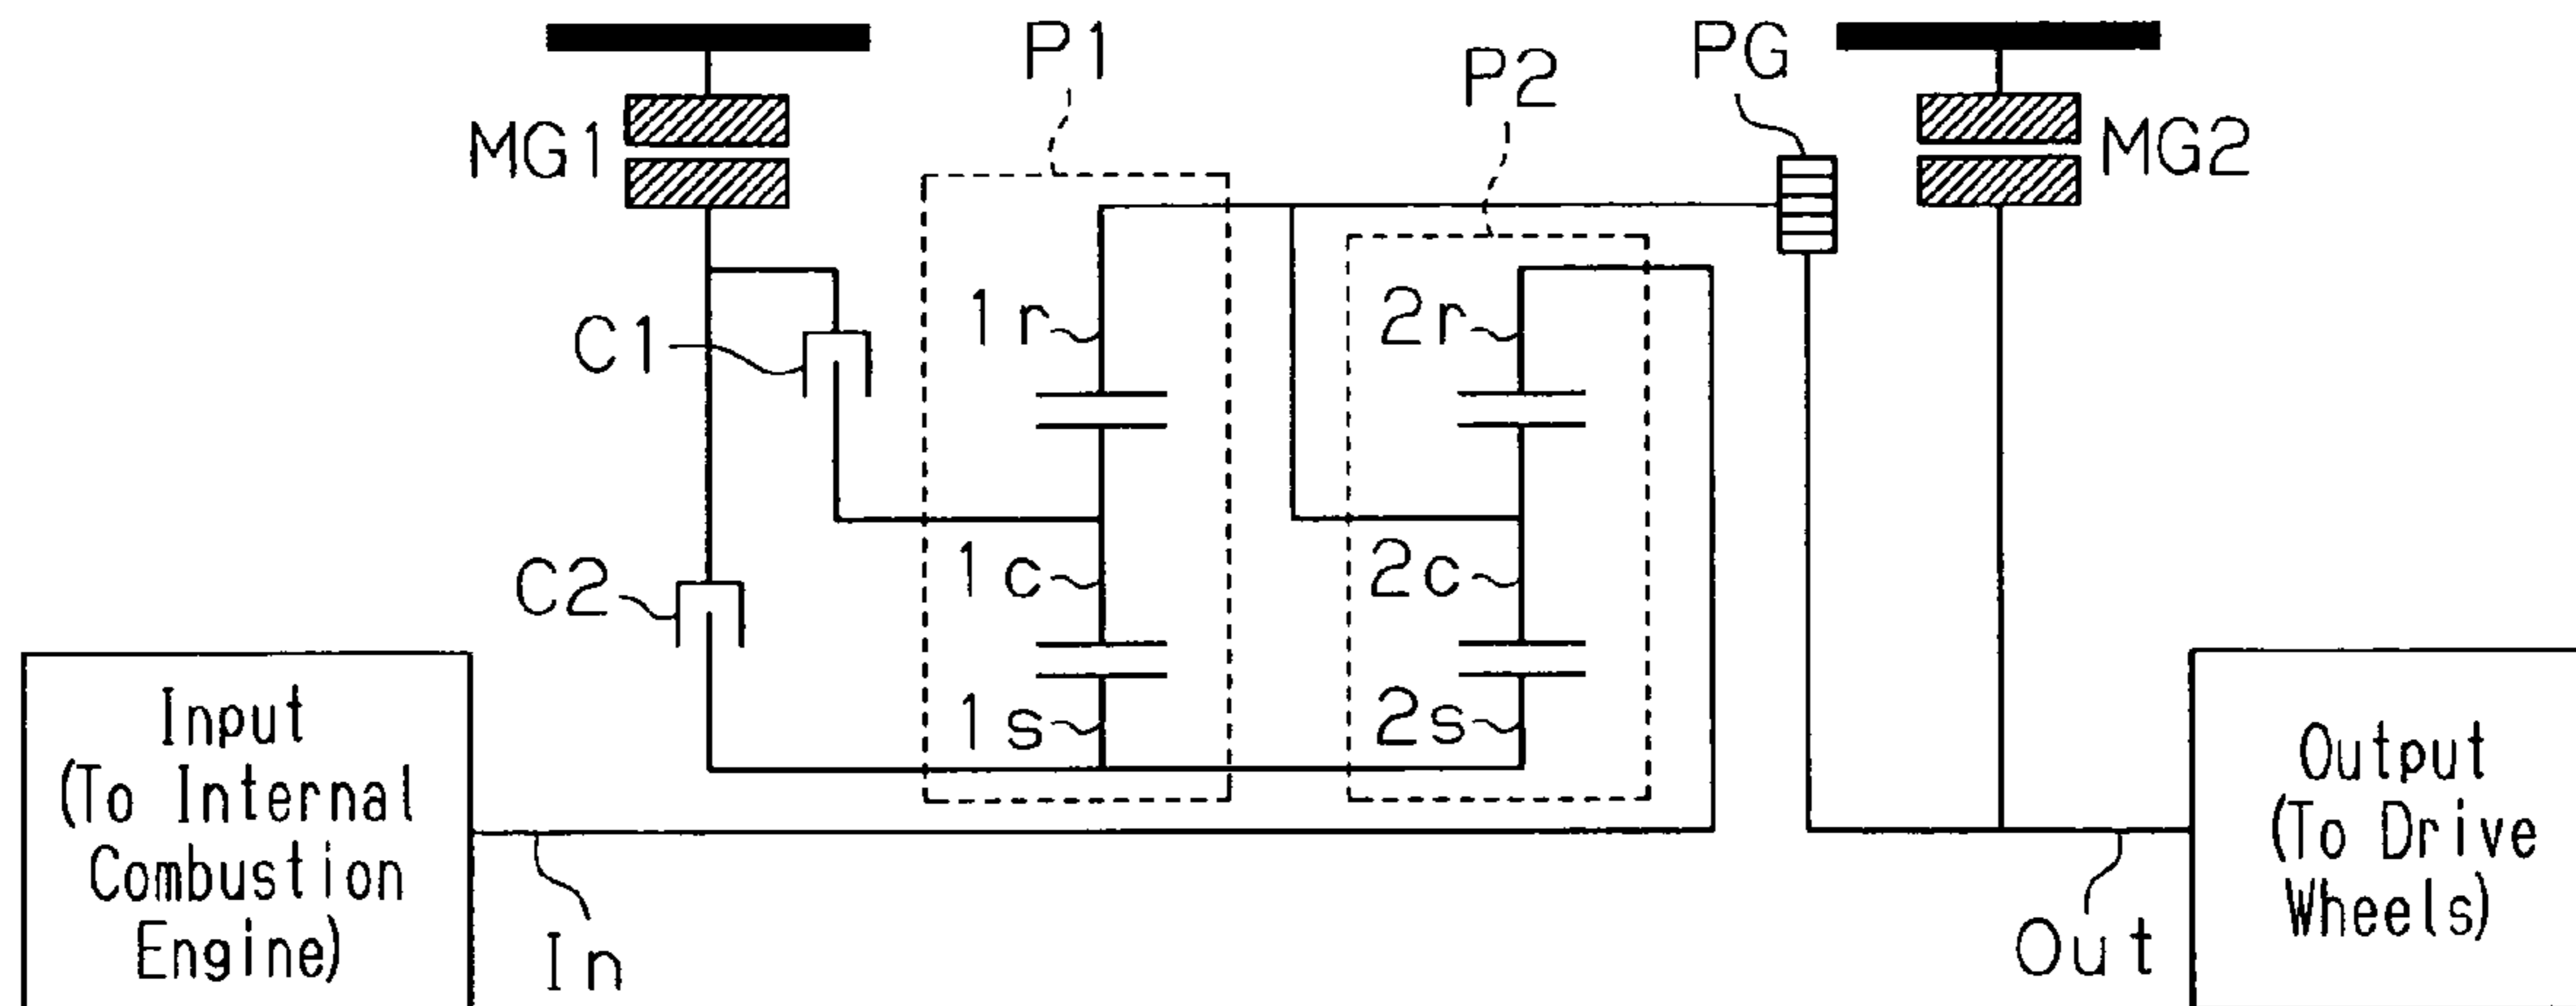 P1
P2
PG
MG1
MG2
C1
1r
2r
C2
1c
2c
1s
2s
Input
(To Internal
Combustion
Engine)
Output
(To Drive
Wheels)
In
Out